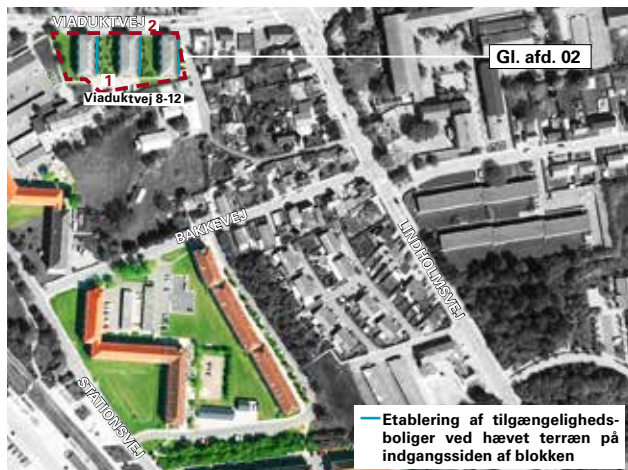 VIADUKTVEJ
2
Gl. afd. 02
1
Viaduktvej 8-12
BAKKEVEJ
LINDHOLMSVEJ
STATIONSVEJ
Etablering af tilgængeligheds-
boliger ved hævet terræn på
indgangssiden af blokken